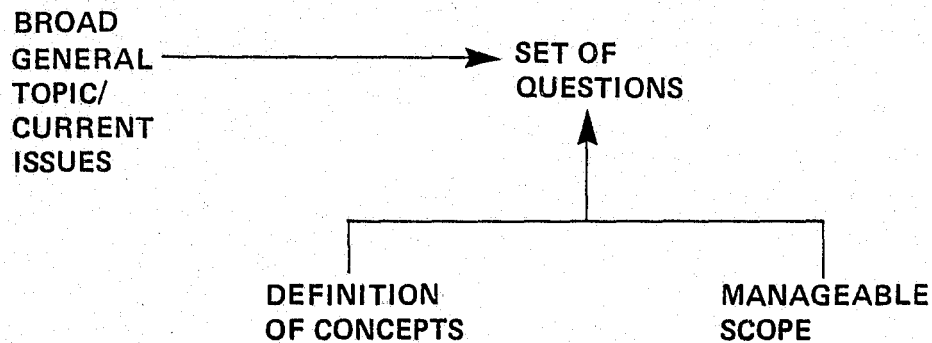 BROAD
GENERAL
TOPIC/
CURRENT
ISSUES
SET OF
QUESTIONS
DEFINITION
OF CONCEPTS
MANAGEABLE
SCOPE